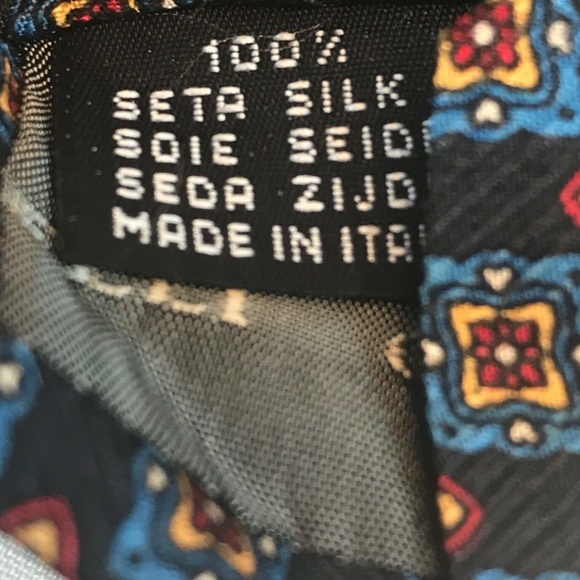 100%
SETA SILK
SOIE SEID
SEDA ZIJD
MADE IN ITA